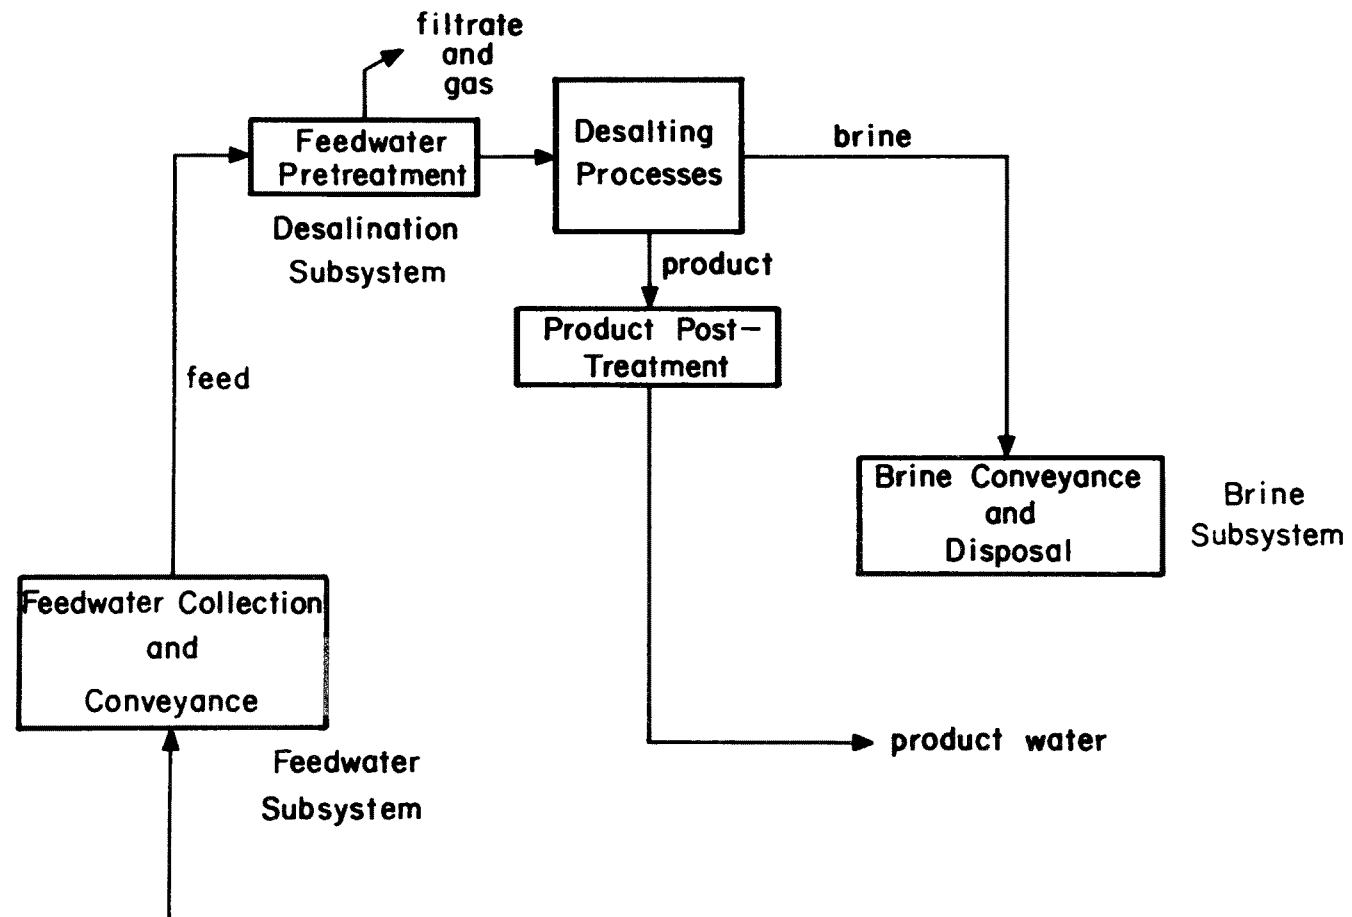 filtrate
and
gas
Feedwater
Pretreatment
Desalting
Processes
brine
Desalination
Subsystem
product
Product Post-
Treatment
feed
Brine Conveyance
and
Disposal
Brine
Subsystem
Feedwater Collection
and
Conveyance
product water
Feedwater
Subsystem